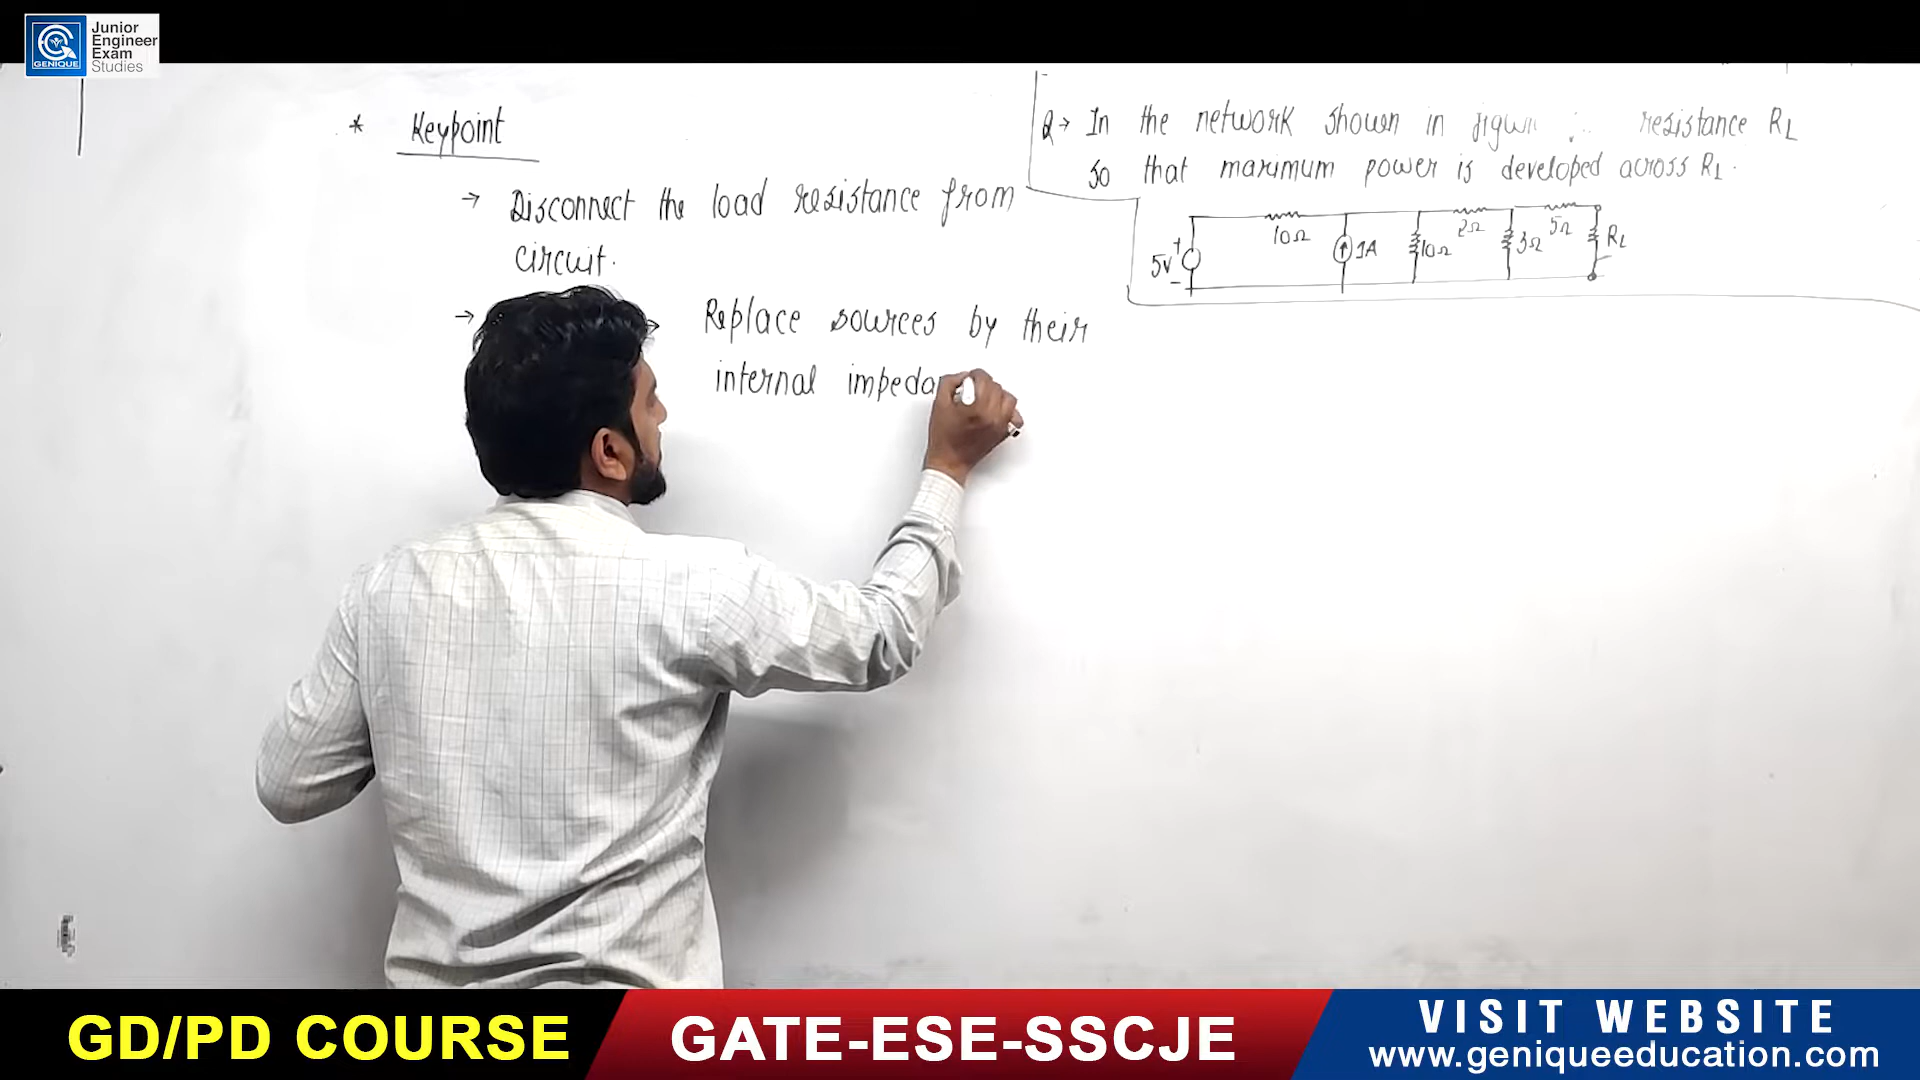 GENIQUE
Junior
Engineer
Exam
Studies
* Keypoint
→ Disconnect the load resistance from
circuit.
→
→ Replace sources by their
internal impeda
Q→ In the network shown in figure resistance RL
so that maximum power is developed across RL.
5V + -
10Ω
1A
10Ω
2Ω
3Ω
5Ω
RL
GD/PD COURSE
GATE-ESE-SSCJE
VISIT WEBSITE
www.geniqueeducation.com